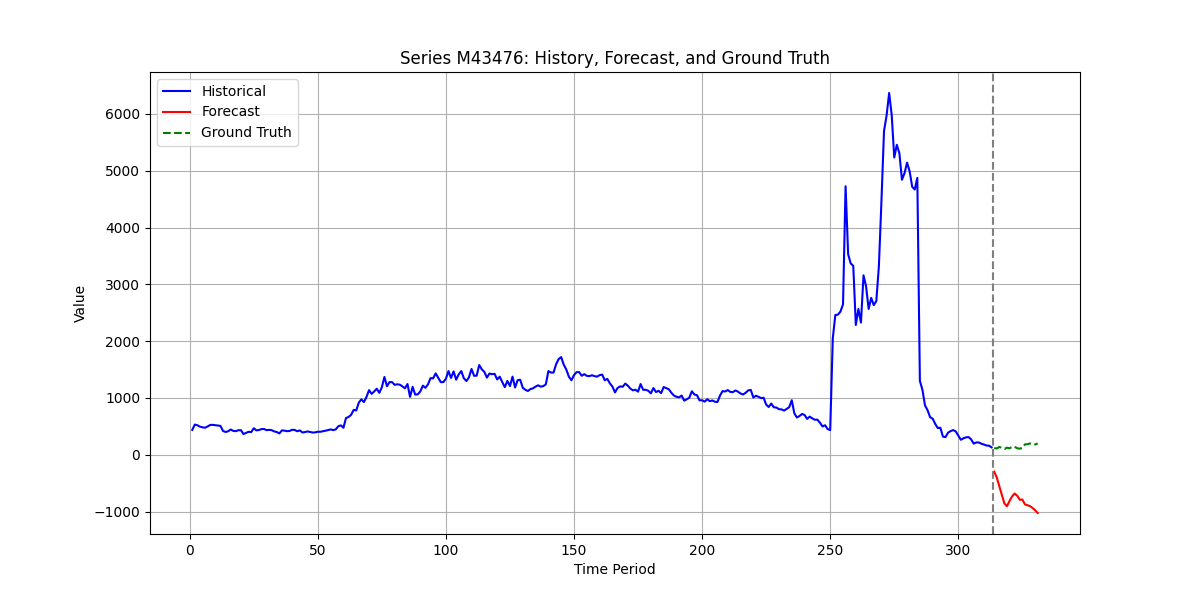 Series M43476: History, Forecast, and Ground Truth
Historical
Forecast
Ground Truth
Value
6000
5000
4000
3000
2000
1000
0
−1000
0 50 100 150 200 250 300
Time Period